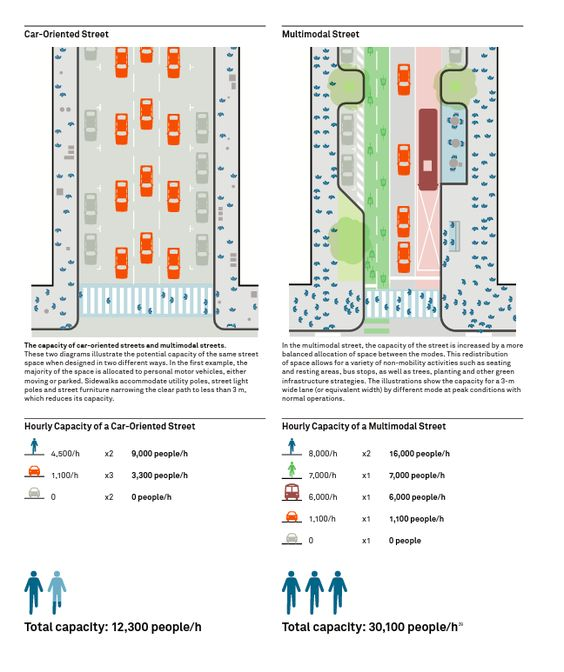 Car-Oriented Street
Multimodal Street
The capacity of car-oriented streets and multimodal streets.
These two diagrams illustrate the potential capacity of the same street
space when designed in two different ways. In the first example, the
majority of the space is allocated to personal motor vehicles, either
moving or parked. Sidewalks accommodate utility poles, street light
poles and street furniture narrowing the clear path to less than 3 m,
which reduces its capacity.
In the multimodal street, the capacity of the street is increased by a more
balanced allocation of space between the modes. This redistribution
of space allows for a variety of non-mobility activities such as seating
and resting areas, bus stops, as well as trees, planting and other green
infrastructure strategies. The illustrations show the capacity for a 3-m
wide lane (or equivalent width) by different mode at peak conditions with
normal operations.
Hourly Capacity of a Car-Oriented Street
4,500/h x2 9,000 people/h
1,100/h x3 3,300 people/h
0 x2 0 people/h
Total capacity: 12,300 people/h
Hourly Capacity of a Multimodal Street
8,000/h x2 16,000 people/h
7,000/h x1 7,000 people/h
6,000/h x1 6,000 people/h
1,100/h x1 1,100 people/h
0 x1 0 people
Total capacity: 30,100 people/h